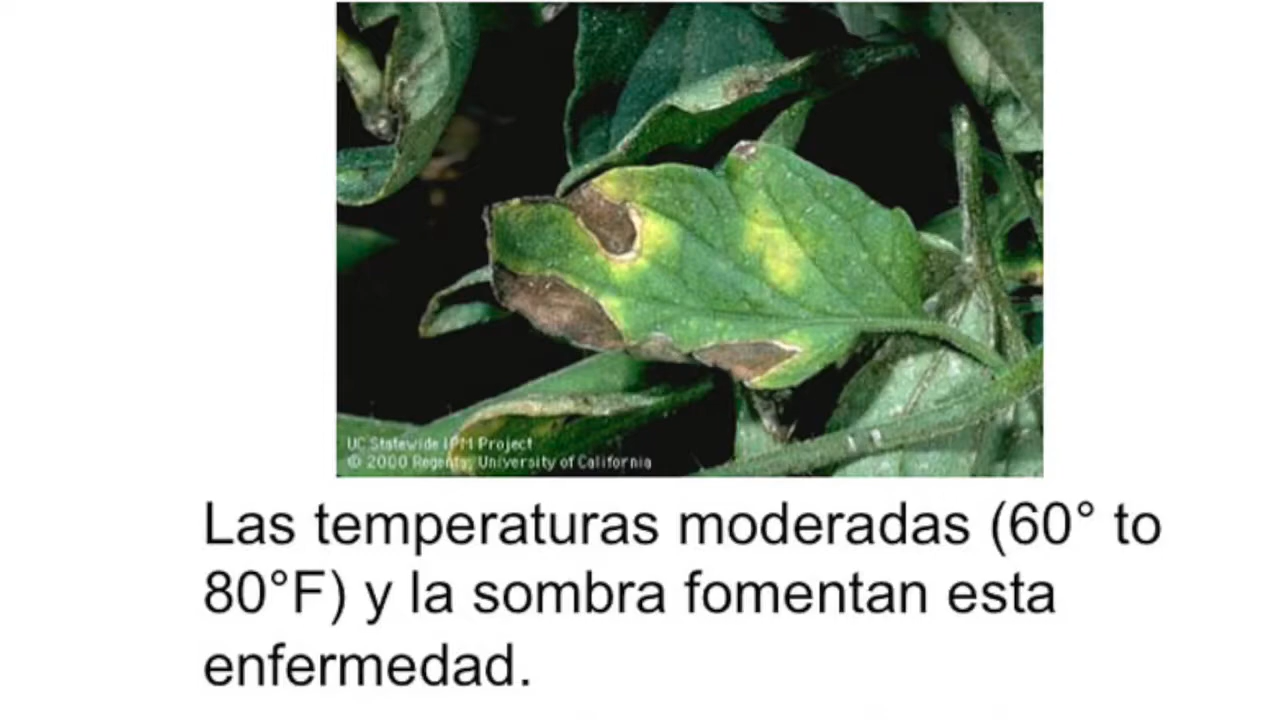 UC Statewide IPM Project
© 2000 Regents, University of California
Las temperaturas moderadas (60° to
80°F) y la sombra fomentan esta
enfermedad.